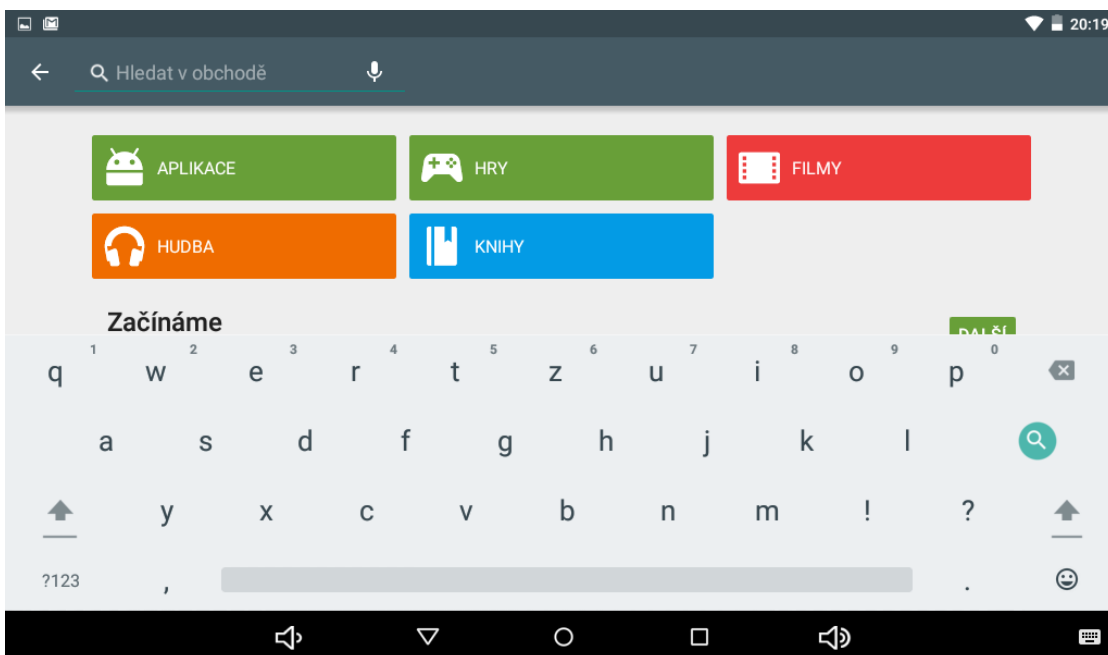 20:19
Hledat v obchodě
APLIKACE
HRY
FILMY
HUDBA
KNIHY
Začínáme
DALŠÍ
1 2 3 4 5 6 7 8 9 0
q w e r t z u i o p
a s d f g h j k l
y x c v b n m ! ?
?123 , .